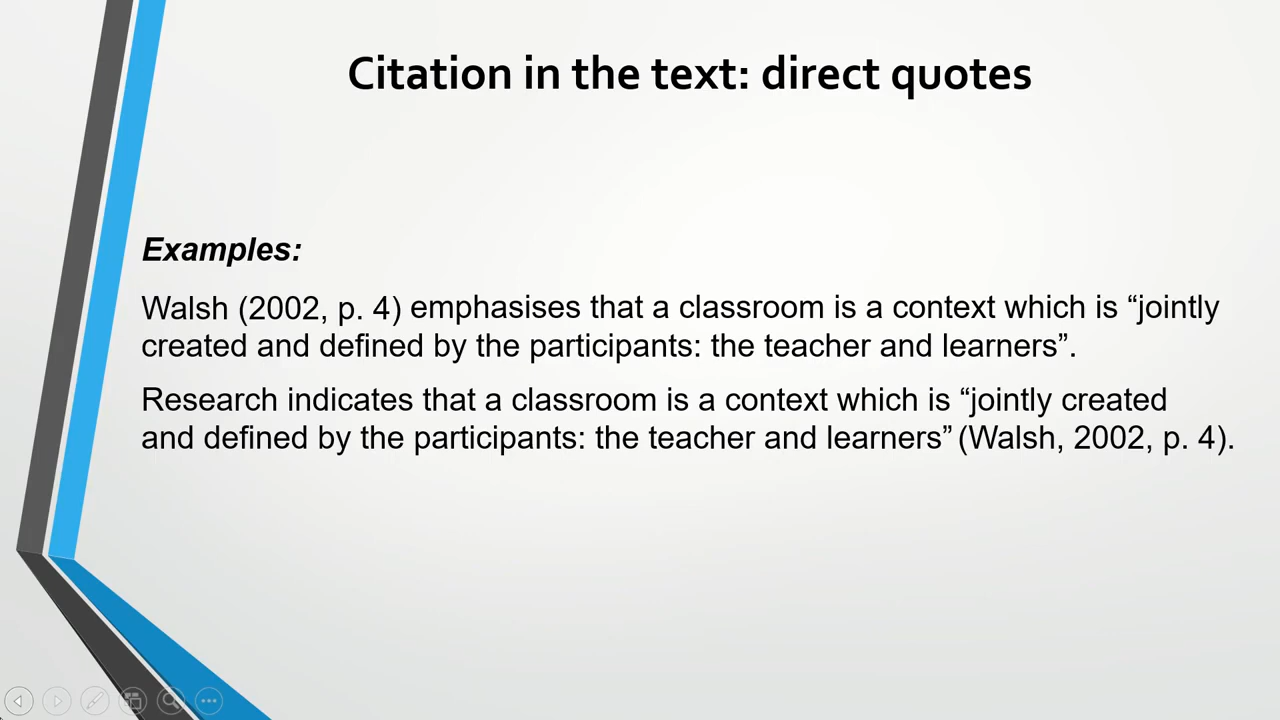 Citation in the text: direct quotes
Examples:
Walsh (2002, p. 4) emphasises that a classroom is a context which is “jointly
created and defined by the participants: the teacher and learners”.
Research indicates that a classroom is a context which is “jointly created
and defined by the participants: the teacher and learners” (Walsh, 2002, p. 4).